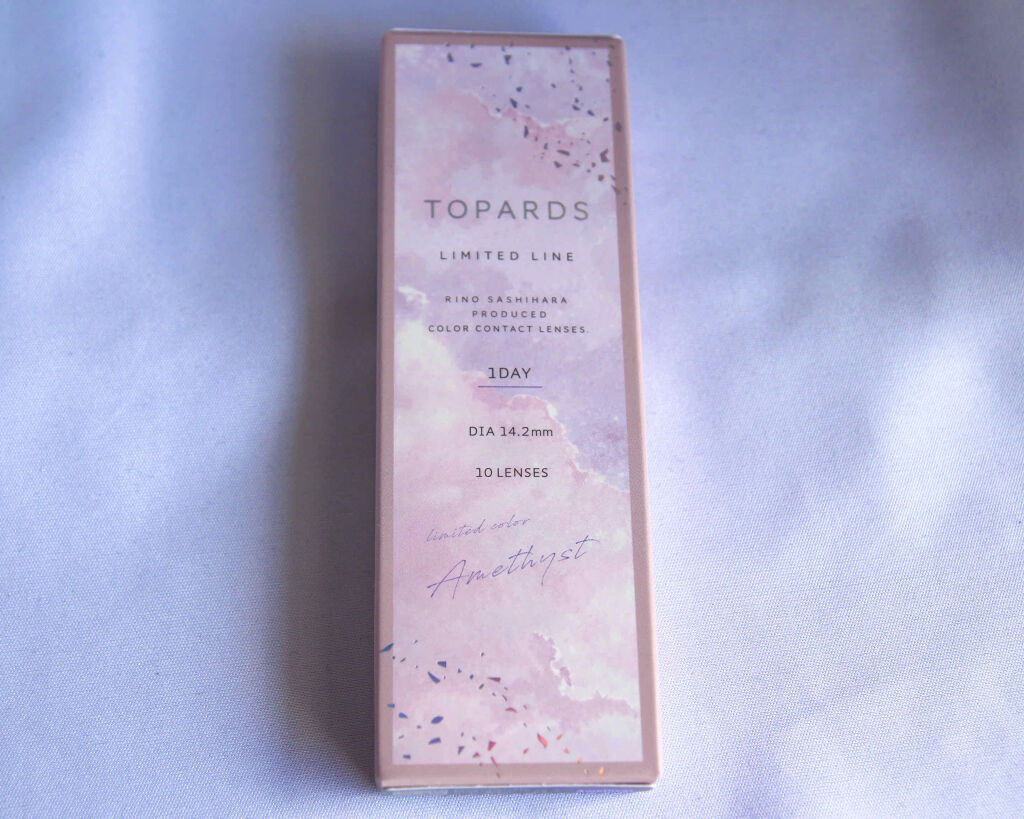 TOPARDS
LIMITED LINE
RINO SASHIHARA
PRODUCED
COLOR CONTACT LENSES.
1DAY
DIA 14.2mm
10 LENSES
limited color
Amethyst